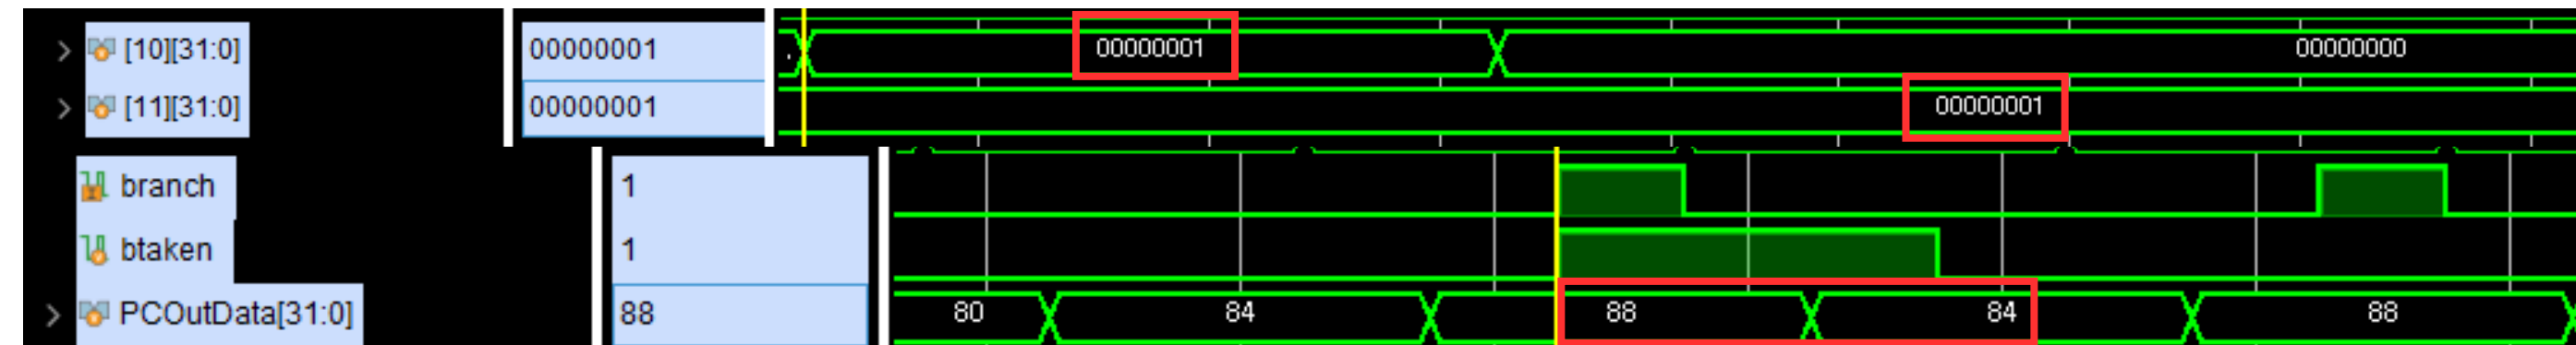 [10][31:0] 00000001 00000001 00000000
[11][31:0] 00000001 00000001
branch 1
btaken 1
PCOutData[31:0] 88 80 84 88 84 88